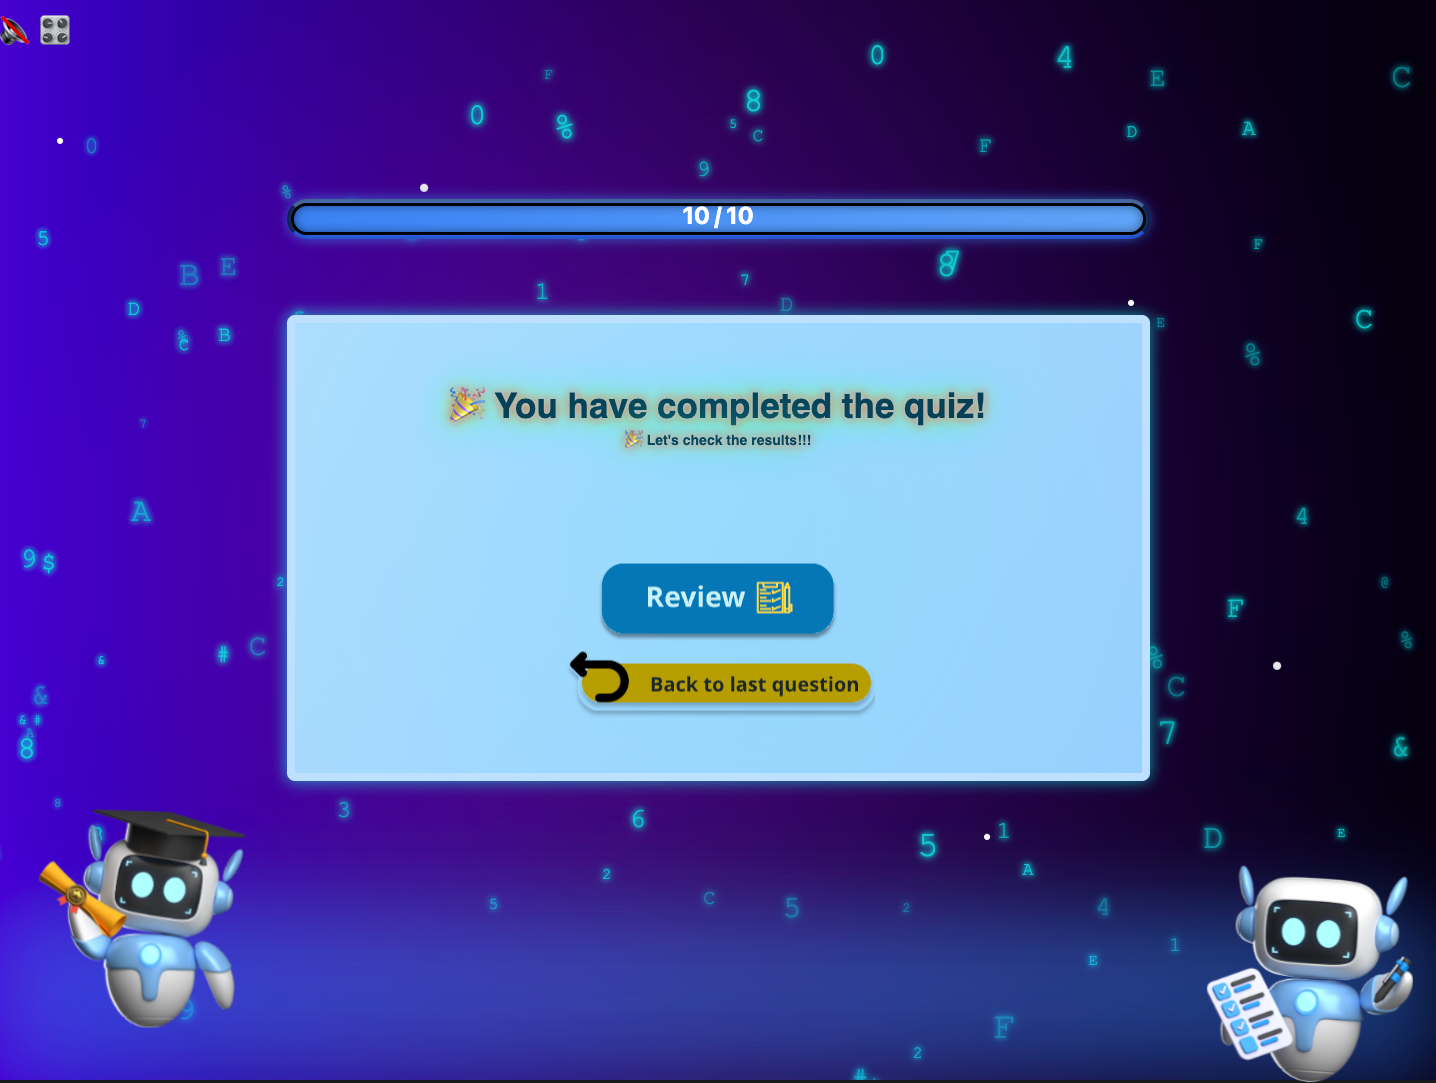 10 / 10
🎉 You have completed the quiz!
🎉 Let's check the results!!!
Review
Back to last question